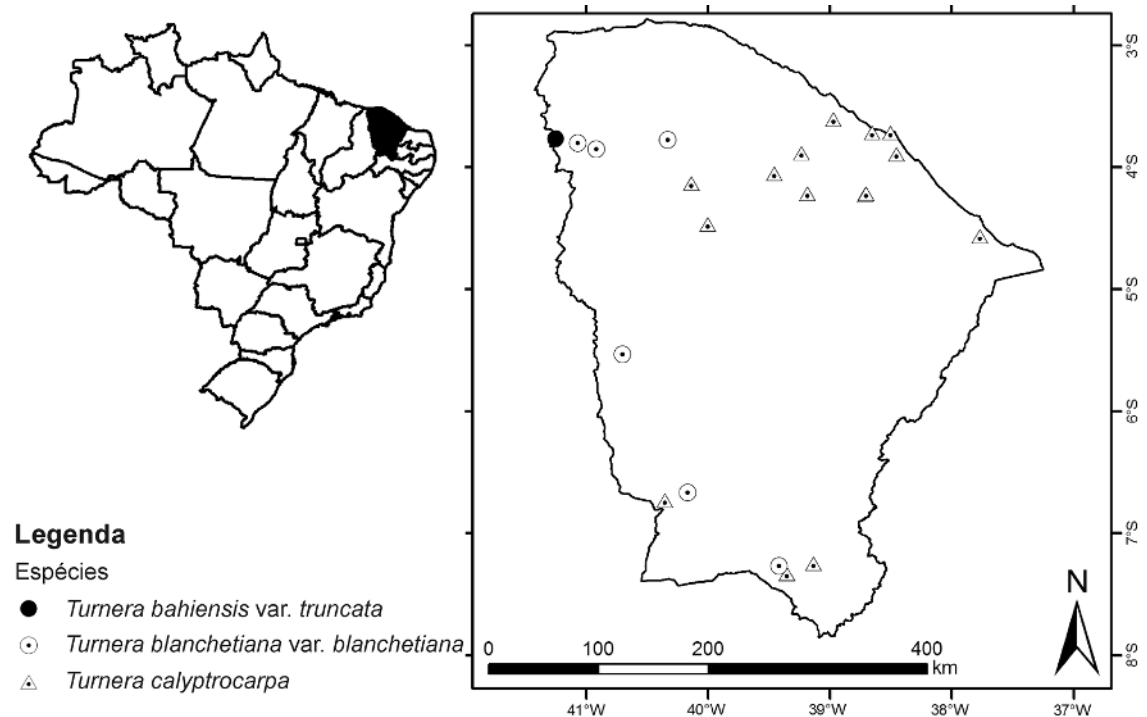 Legenda
Espécies
Turnera bahiensis var. truncata
Turnera blanchetiana var. blanchetiana
Turnera calyptrocarpa
0 100 200 400
km
N
3°S
4°S
5°S
6°S
7°S
8°S
41°W 40°W 39°W 38°W 37°W